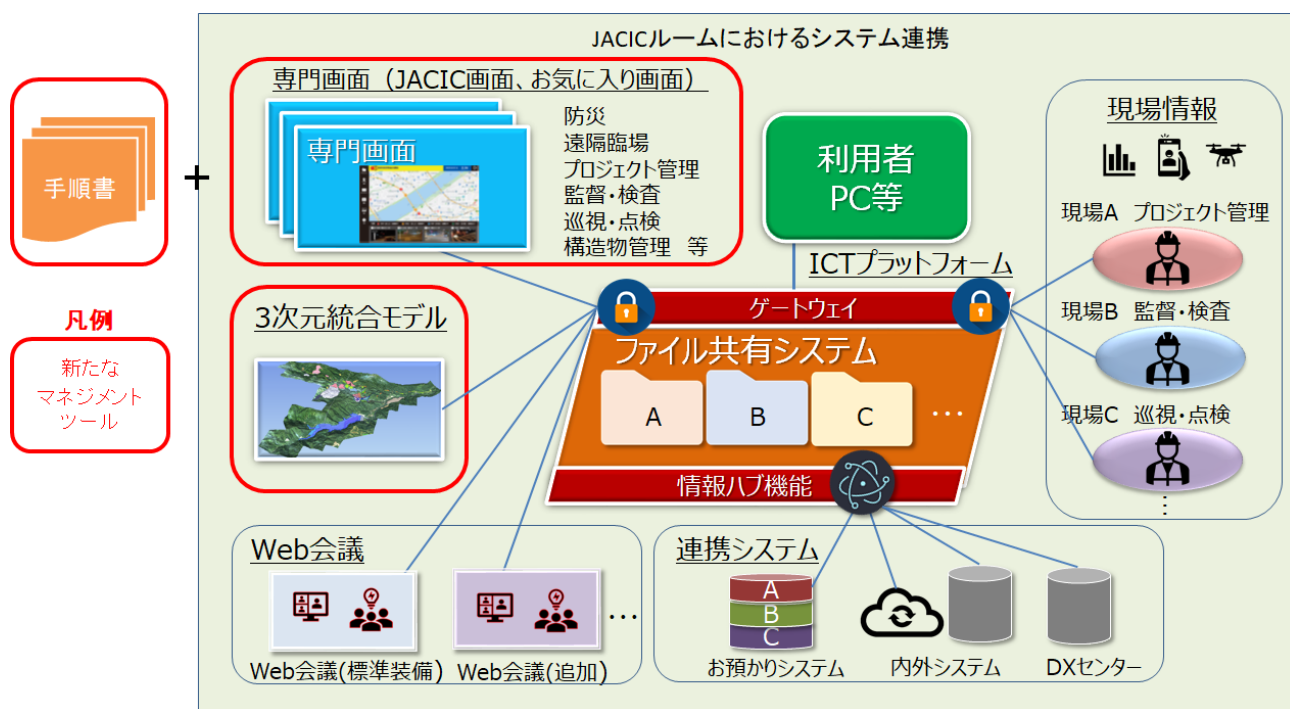 JACICルームにおけるシステム連携
手順書
+
凡例
新たな
マネジメント
ツール
専門画面（JACIC画面、お気に入り画面）
専門画面
防災
遠隔臨場
プロジェクト管理
監督・検査
巡視・点検
構造物管理　等
利用者
PC等
ICTプラットフォーム
3次元統合モデル
ゲートウェイ
ファイル共有システム
A
B
C
…
情報ハブ機能
現場情報
現場A　プロジェクト管理
現場B　監督・検査
現場C　巡視・点検
…
Web会議
Web会議(標準装備)
Web会議(追加)
…
連携システム
A
B
C
お預かりシステム
内外システム
DXセンター